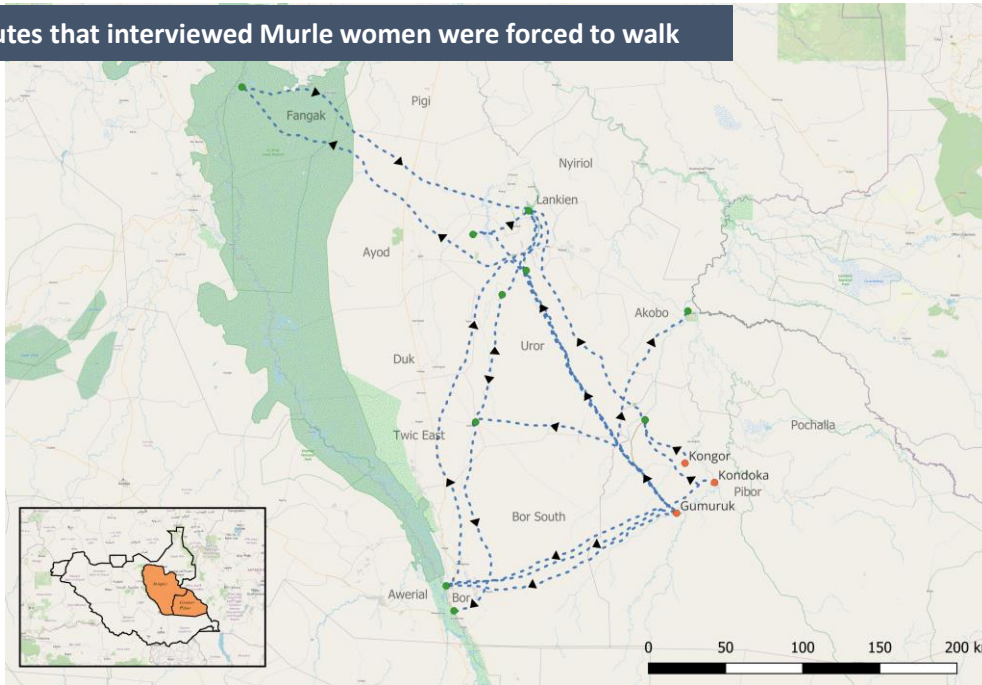 utes that interviewed Murle women were forced to walk
Fangak
Pigi
Nyiriol
Lankien
Ayod
Akobo
Uror
Duk
Twic East
Pochalla
Kongor
Kondoka
Pibor
Gumuruk
Bor South
Awerial
Bor
0 50 100 150 200 k